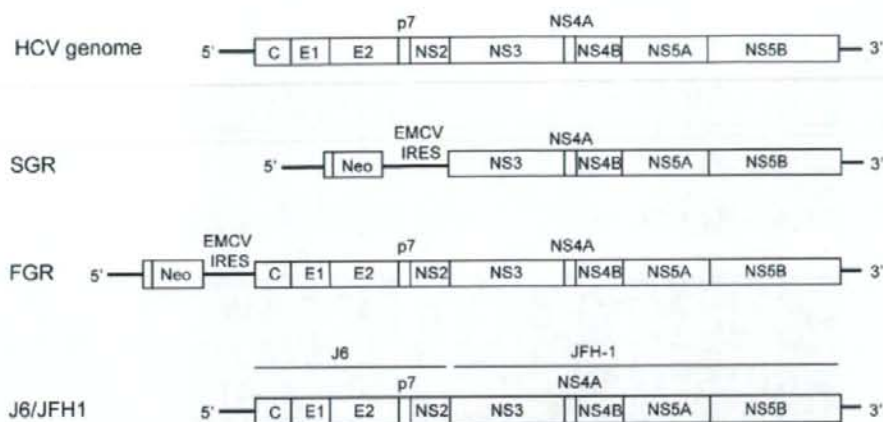 p7 NS4A
HCV genome 5' C E1 E2 NS2 NS3 NS4B NS5A NS5B 3'
EMCV NS4A
IRES
SGR 5' Neo NS3 NS4B NS5A NS5B 3'
EMCV p7 NS4A
IRES
FGR 5' Neo C E1 E2 NS2 NS3 NS4B NS5A NS5B 3'
J6 JFH-1
p7 NS4A
J6/JFH1 5' C E1 E2 NS2 NS3 NS4B NS5A NS5B 3'